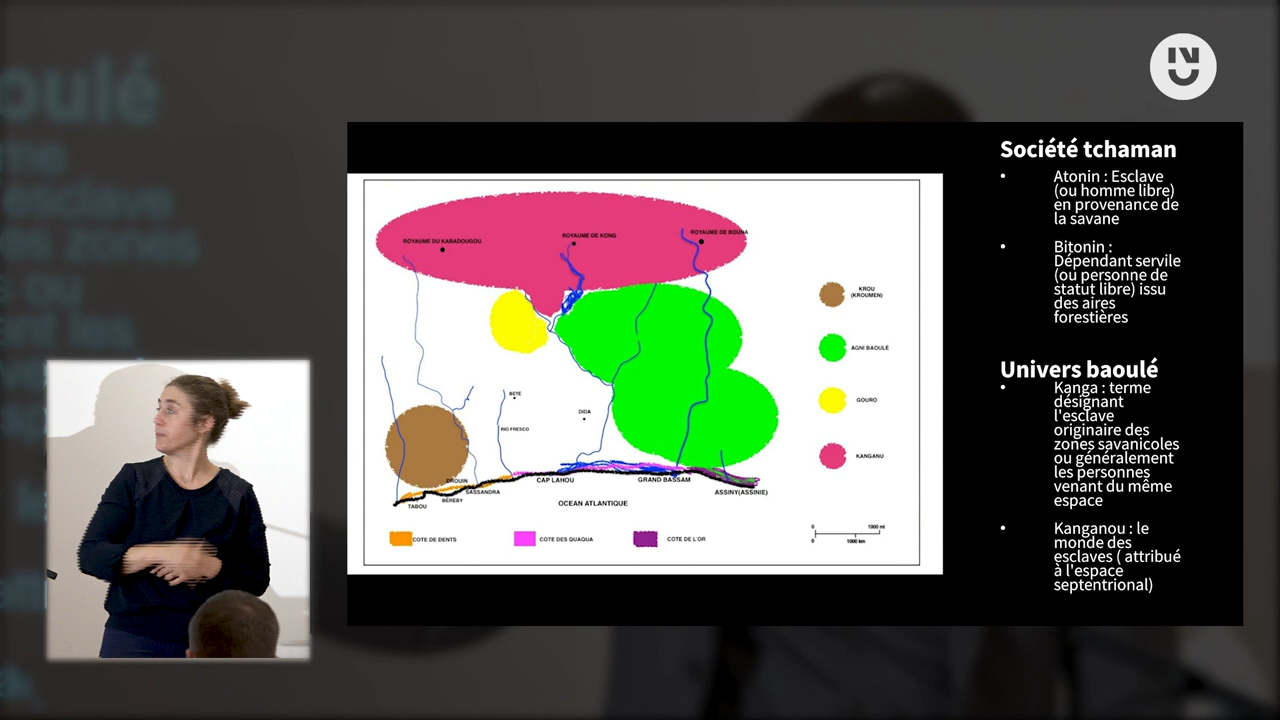 Société tchaman
• Atonin : Esclave
(ou homme libre)
en provenance de
la savane
• Bitonin :
Dépendant servile
(ou personne de
statut libre) issu
des aires
forestières
Univers baoulé
• Kanga : terme
désignant
l'esclave
originaire des
zones savanicoles
ou généralement
les personnes
venant du même
espace
• Kanganou : le
monde des
esclaves ( attribué
à l'espace
septentrional)
ROYAUME DU KABADOUGOU
ROYAUME DE KONG
ROYAUME DE BOUNA
BETE
DIDA
RIO FRESCO
DROUIN
SASSANDRA
BEREBY
TABOU
CAP LAHOU
GRAND BASSAM
ASSINY(ASSINIE)
OCEAN ATLANTIQUE
KROU
(KROUMEN)
AGNI BAOULÉ
GOURO
KANGANU
COTE DE DENTS
COTE DES QUAQUA
COTE DE L'OR
0 1000 mi
0 1000 km
oulé
esclave
zones
ou